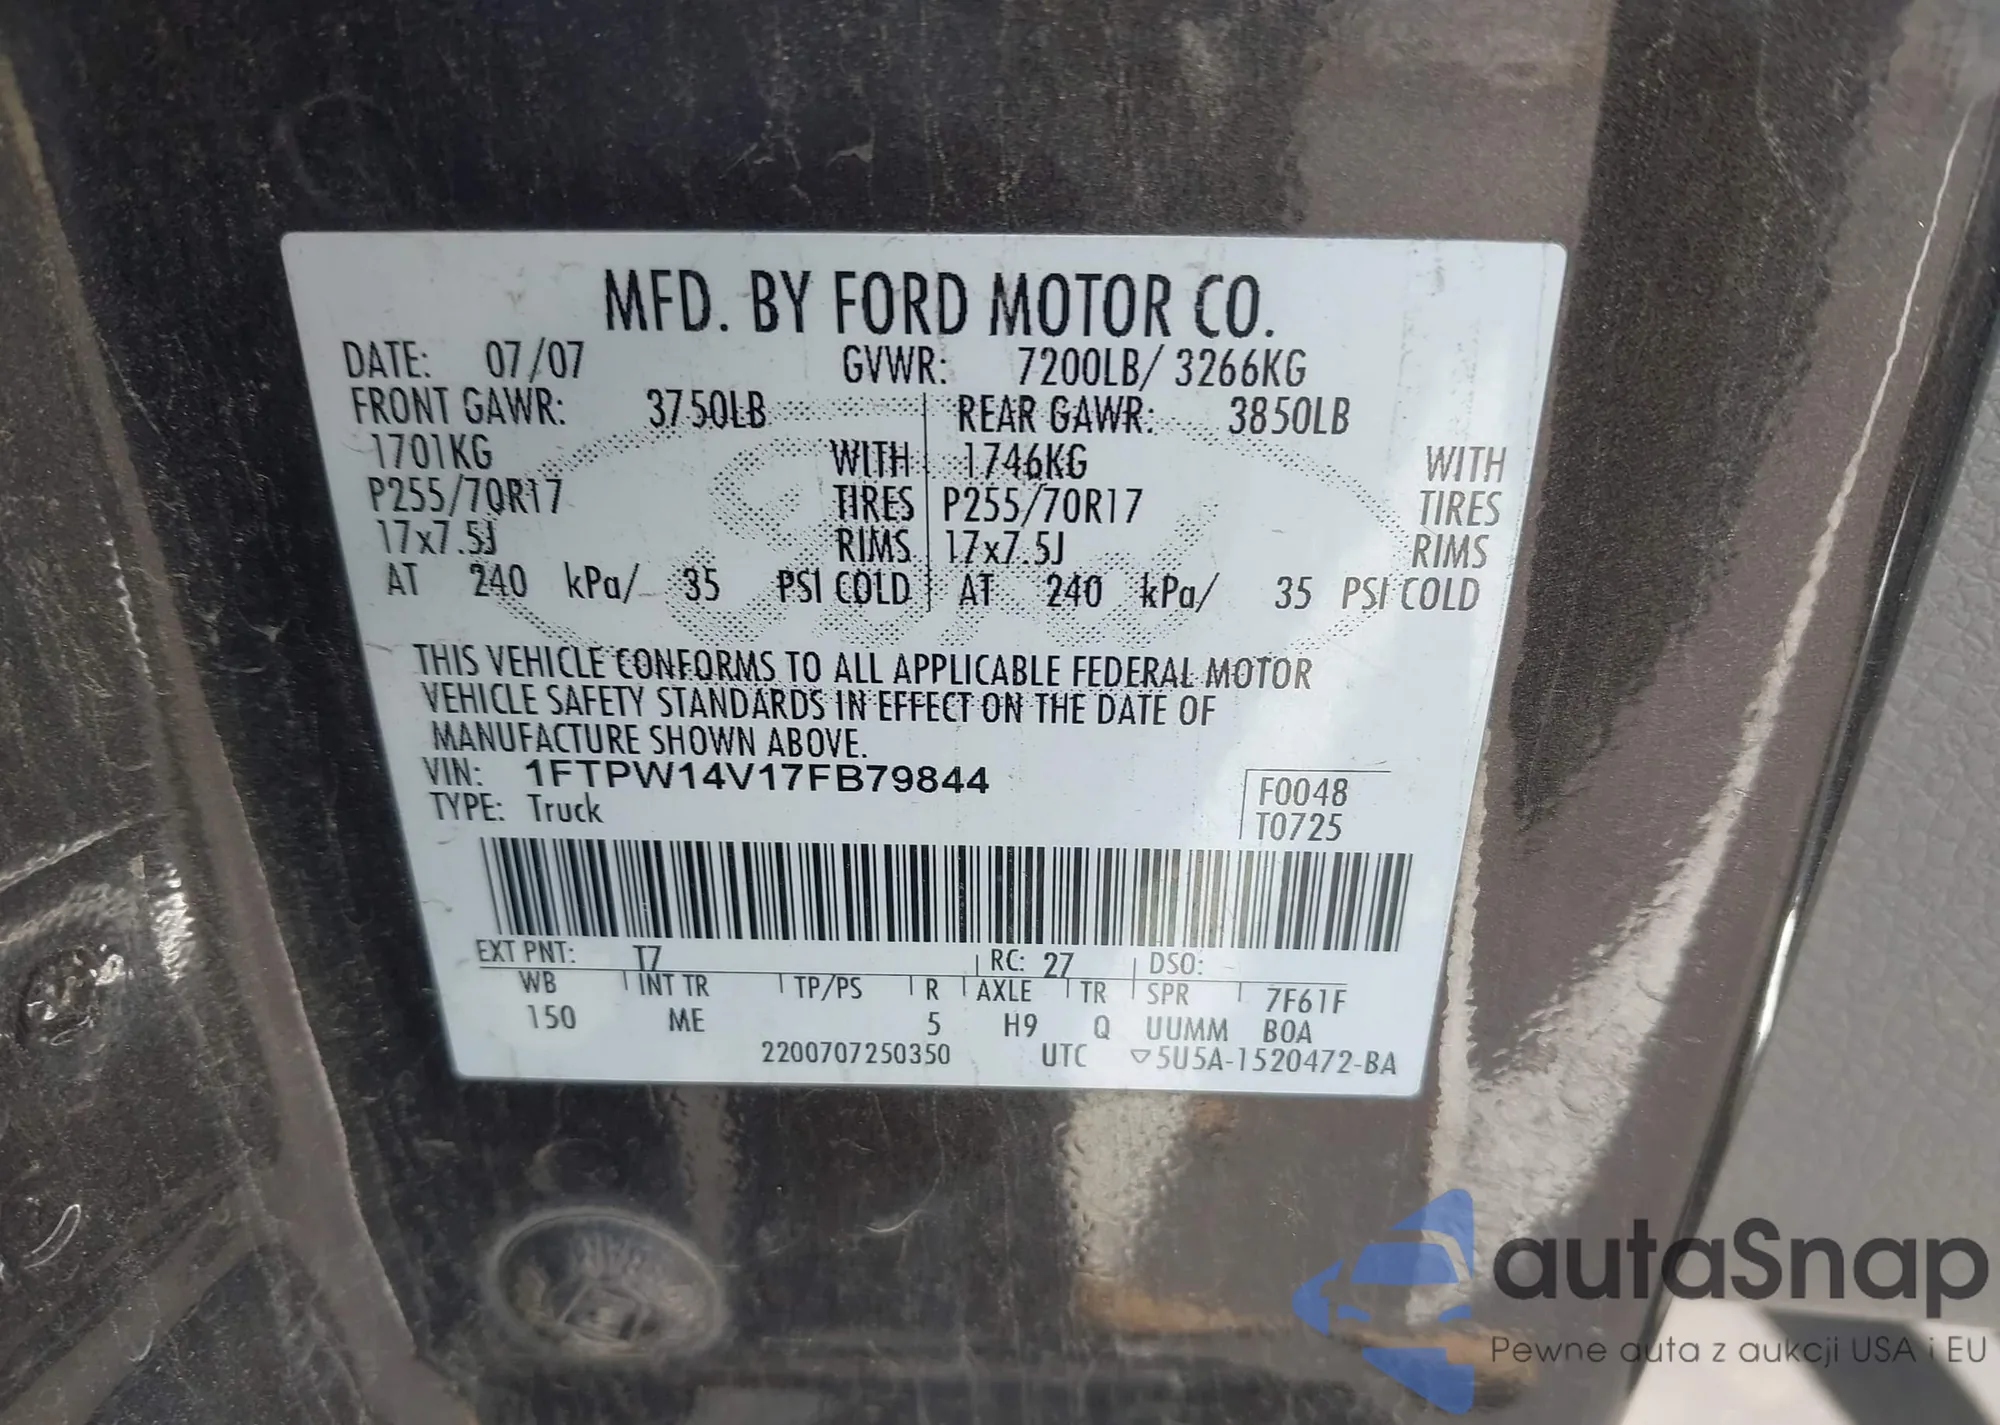 MFD. BY FORD MOTOR CO.
DATE: 07/07 GVWR: 7200LB/ 3266KG
FRONT GAWR: 3750LB REAR GAWR: 3850LB
1701KG WITH 1746KG WITH
P255/70R17 TIRES P255/70R17 TIRES
17x7.5J RIMS 17x7.5J RIMS
AT 240 kPa/ 35 PSI COLD AT 240 kPa/ 35 PSI COLD
THIS VEHICLE CONFORMS TO ALL APPLICABLE FEDERAL MOTOR
VEHICLE SAFETY STANDARDS IN EFFECT ON THE DATE OF
MANUFACTURE SHOWN ABOVE.
VIN: 1FTPW14V17FB79844
F0048
TYPE: Truck
T0725
EXT PNT: T7 RC: 27 DSO:
WB INT TR TP/PS R AXLE TR SPR 7F61F
150 ME 5 H9 Q UUMM B0A
2200707250350 UTC ▽5U5A-1520472-BA
autaSnap
Pewne auta z aukcji USA i EU